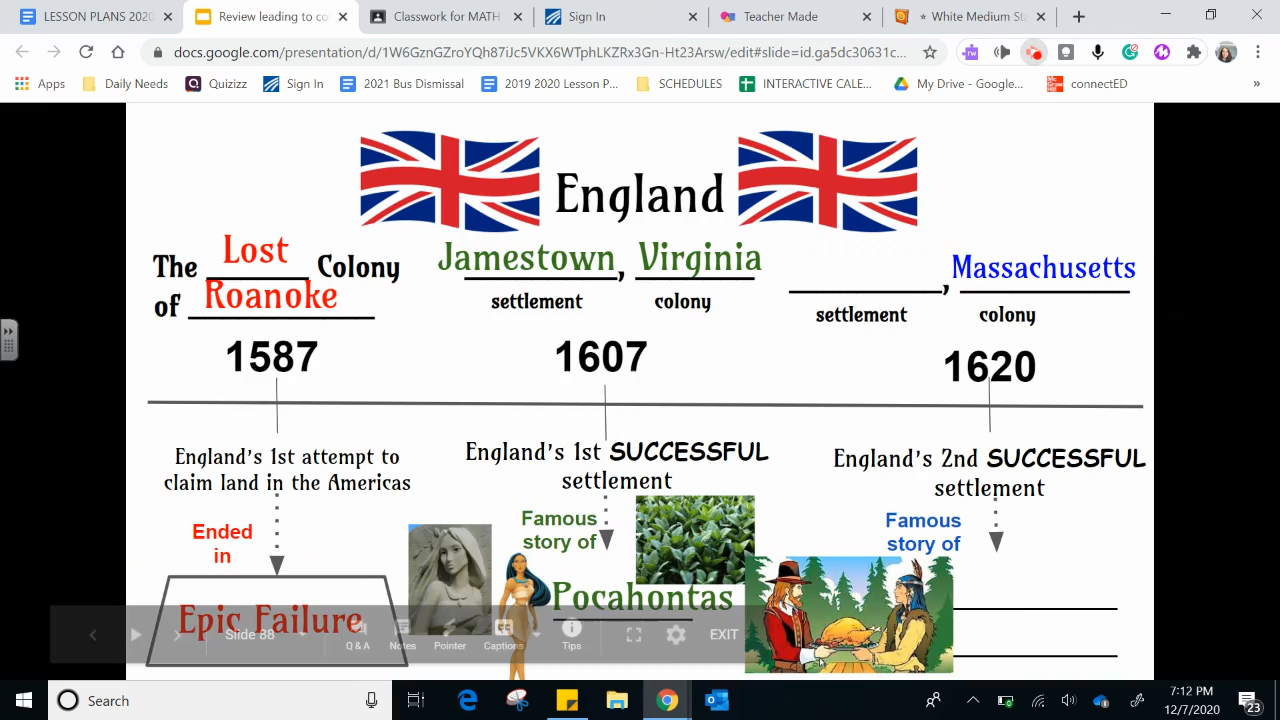 LESSON PLANS 2020
Review leading to co
Classwork for MATH
Sign In
Teacher Made
White Medium Sta
docs.google.com/presentation/d/1W6GznGZroYQh87iJc5VKX6WTphLKZRx3Gn-Ht23Arsw/edit#slide=id.ga5dc30631c...
Apps
Daily Needs
Quizizz
Sign In
2021 Bus Dismissal
2019 2020 Lesson P...
SCHEDULES
INTERACTIVE CALE...
My Drive - Google...
connectED
»
England
The Lost Colony
of Roanoke
Jamestown, Virginia
settlement colony
, Massachusetts
settlement colony
1587
1607
1620
England's 1st attempt to
claim land in the Americas
England's 1st SUCCESSFUL
settlement
England's 2nd SUCCESSFUL
settlement
Ended
in
Famous
story of
Famous
story of
Epic Failure
Pocahontas
Slide 88
Q & A
Notes
Pointer
Captions
Tips
EXIT
Search
7:12 PM
12/7/2020
23